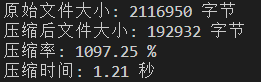 原始文件大小: 2116950 字节
压缩后文件大小: 192932 字节
压缩率: 1097.25 %
压缩时间: 1.21 秒